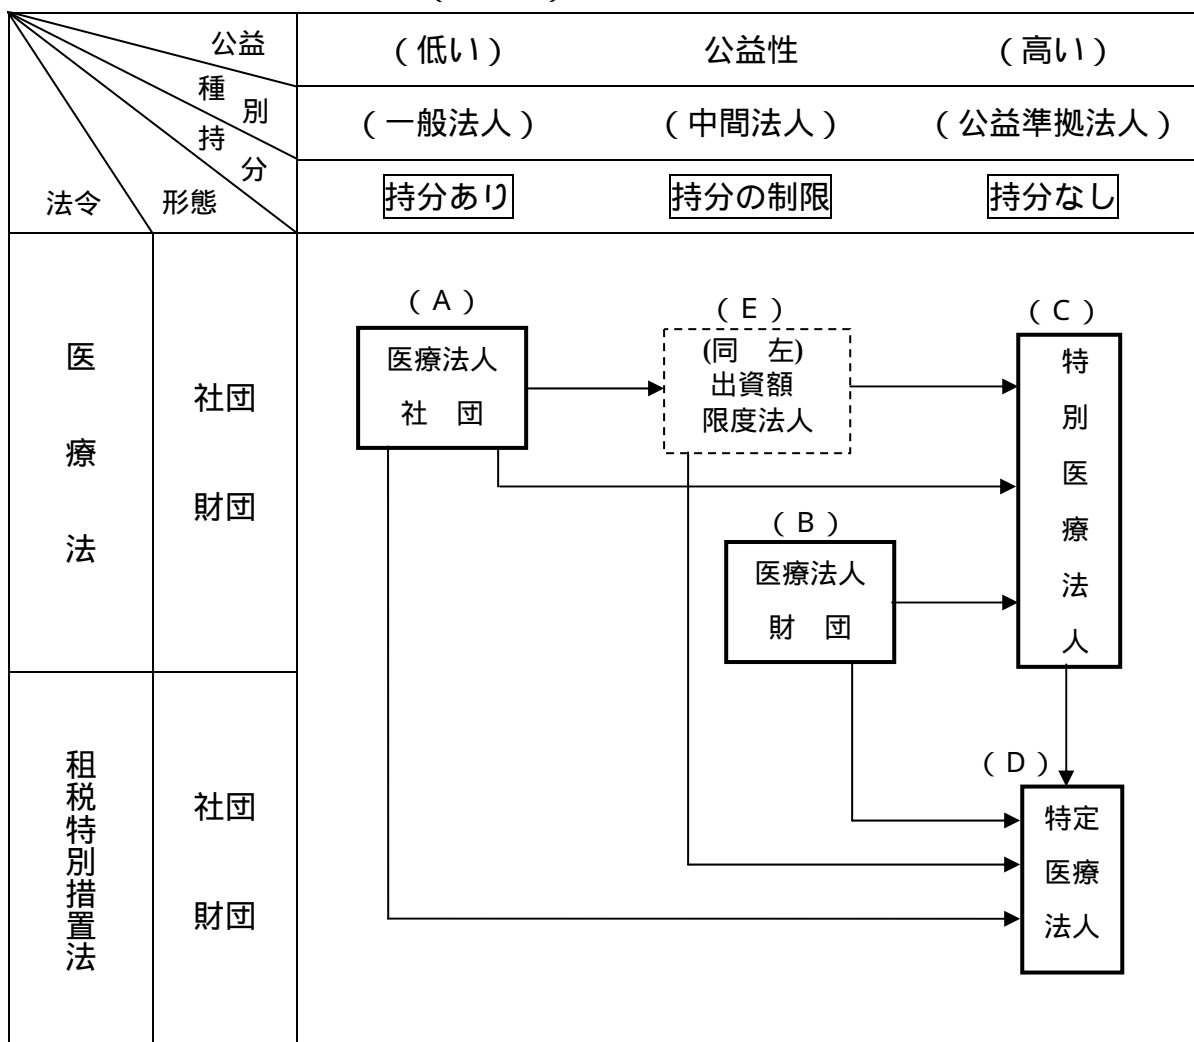 公益
種別
持分
法令
形態
(低い) 公益性 (高い)
(一般法人) (中間法人) (公益準拠法人)
持分あり 持分の制限 持分なし
医療法
社団
財団
(A)
医療法人
社 団
(E)
(同 左)
出資額
限度法人
(C)
特別医療法人
(B)
医療法人
財 団
租税特別措置法
社団
財団
(D)
特定
医療
法人